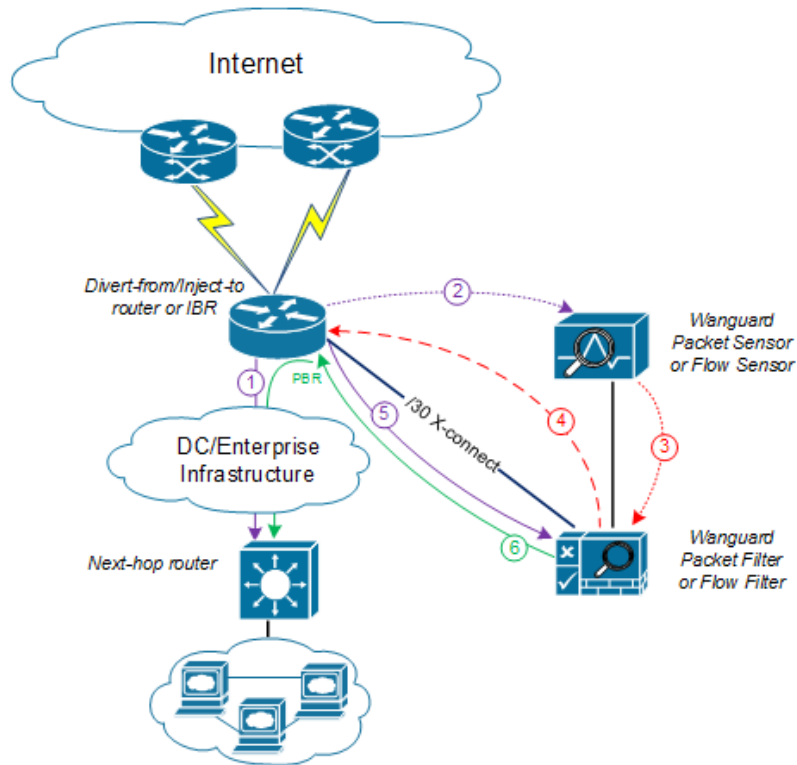 Internet
Divert-from/Inject-to
router or IBR
2
Wanguard
Packet Sensor
or Flow Sensor
1
PBR
5
/30 X-connect
4
3
DC/Enterprise
Infrastructure
6
Wanguard
Packet Filter
or Flow Filter
Next-hop router